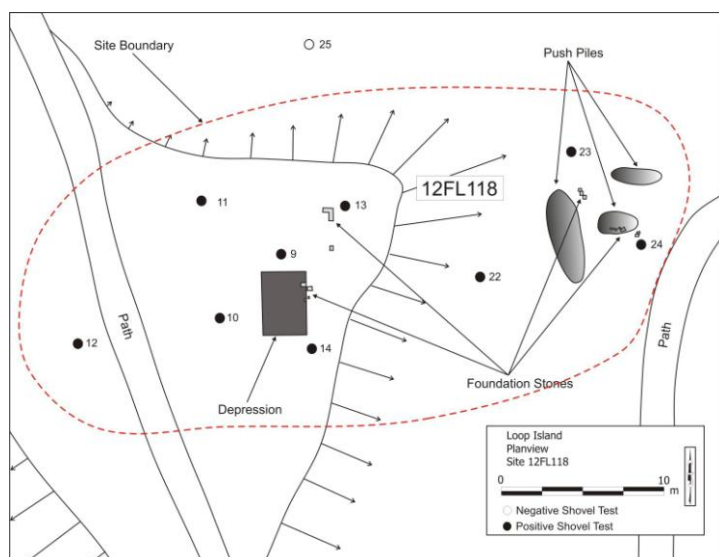 25
Site Boundary
Push Piles
23
12FL118
11
13
9
24
22
10
Path
12
14
Path
Foundation Stones
Depression
Loop Island
Planview
Site 12FL118
0 10
m
Negative Shovel Test
Positive Shovel Test